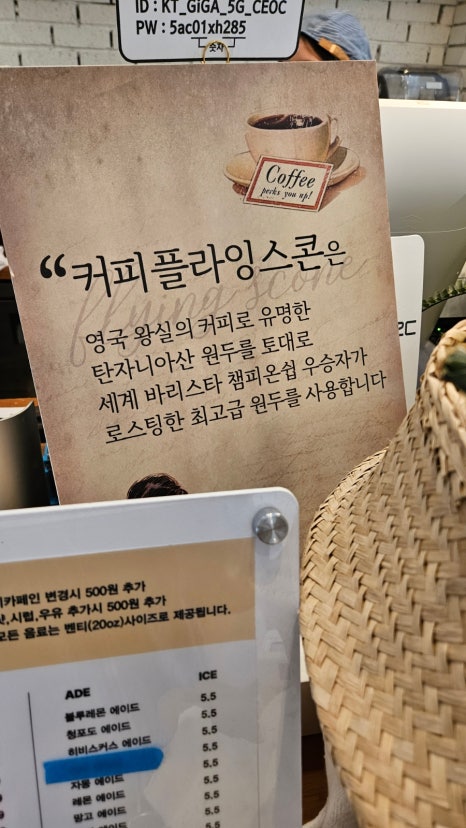 ID : KT_GiGA_5G_CEOC
PW : 5ac01xh285
숫자
Coffee
perks you up!
“커피플라잉스콘은
영국 왕실의 커피로 유명한
탄자니아산 원두를 토대로
세계 바리스타 챔피온쉽 우승자가
로스팅한 최고급 원두를 사용합니다
카페인 변경시 500원 추가
샷,시럽,우유 추가시 500원 추가
모든 음료는 벤티(20oz)사이즈로 제공됩니다.
ADE ICE
블루레몬 에이드 5.5
청포도 에이드 5.5
히비스커스 에이드 5.5
5.5
자몽 에이드 5.5
레몬 에이드 5.5
망고 에이드 5.5